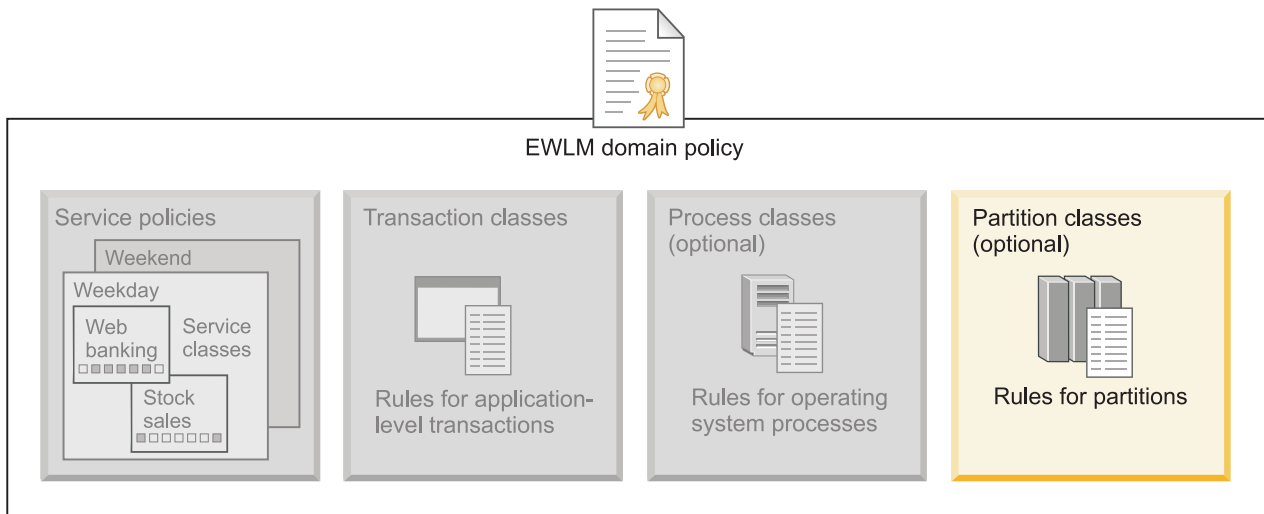 EWLM domain policy
Service policies
Weekend
Weekday
Web
banking
Service
classes
Stock
sales
Transaction classes
Rules for application-
level transactions
Process classes
(optional)
Rules for operating
system processes
Partition classes
(optional)
Rules for partitions